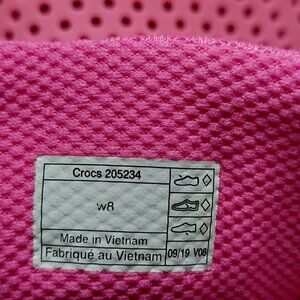 Crocs 205234
w8
Made in Vietnam
Fabriqué au Vietnam
09/19 V08